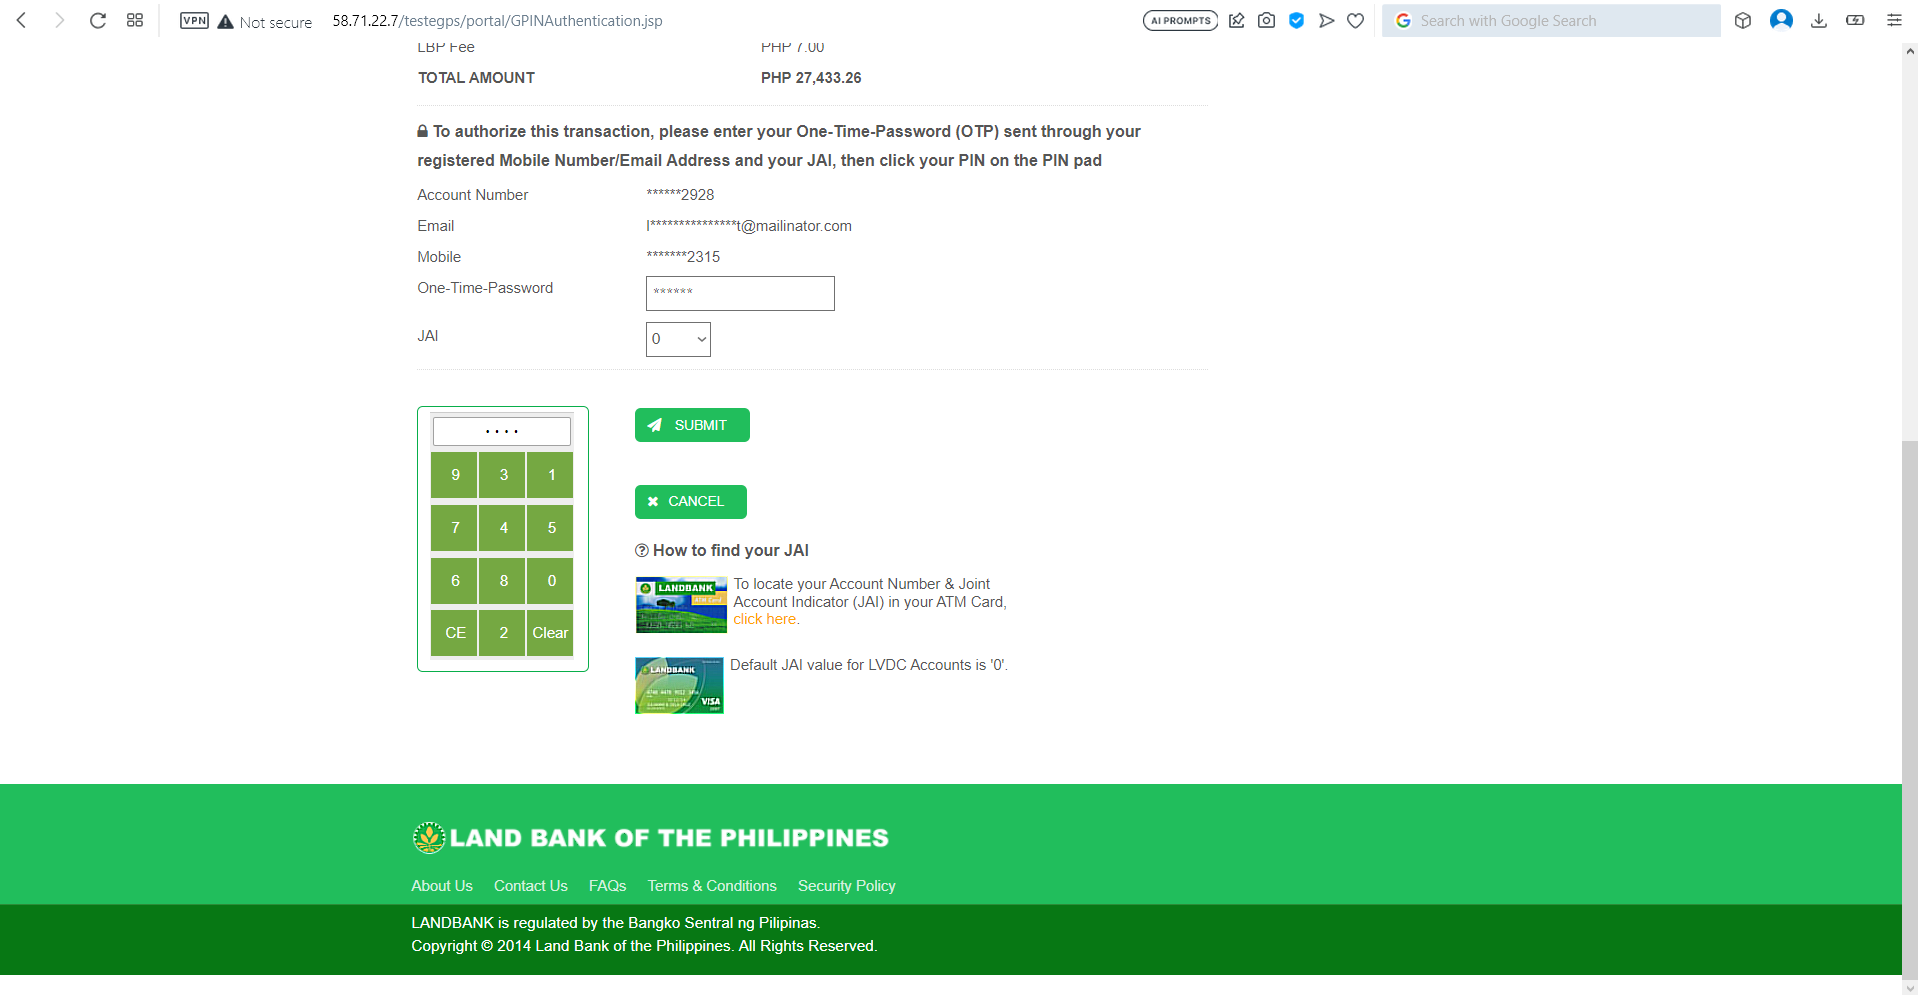 VPN Not secure 58.71.22.7/testegps/portal/GPINAuthentication.jsp AI PROMPTS Search with Google Search
LBP Fee PHP 7.00
TOTAL AMOUNT PHP 27,433.26
To authorize this transaction, please enter your One-Time-Password (OTP) sent through your
registered Mobile Number/Email Address and your JAI, then click your PIN on the PIN pad
Account Number ******2928
Email l***************t@mailinator.com
Mobile *******2315
One-Time-Password ******
JAI 0
••••
SUBMIT
9 3 1
CANCEL
7 4 5
How to find your JAI
6 8 0
LANDBANK
ATM Card
To locate your Account Number & Joint
Account Indicator (JAI) in your ATM Card,
click here.
CE 2 Clear
LANDBANK
VISA
Default JAI value for LVDC Accounts is '0'.
LAND BANK OF THE PHILIPPINES
About Us Contact Us FAQs Terms & Conditions Security Policy
LANDBANK is regulated by the Bangko Sentral ng Pilipinas.
Copyright © 2014 Land Bank of the Philippines. All Rights Reserved.